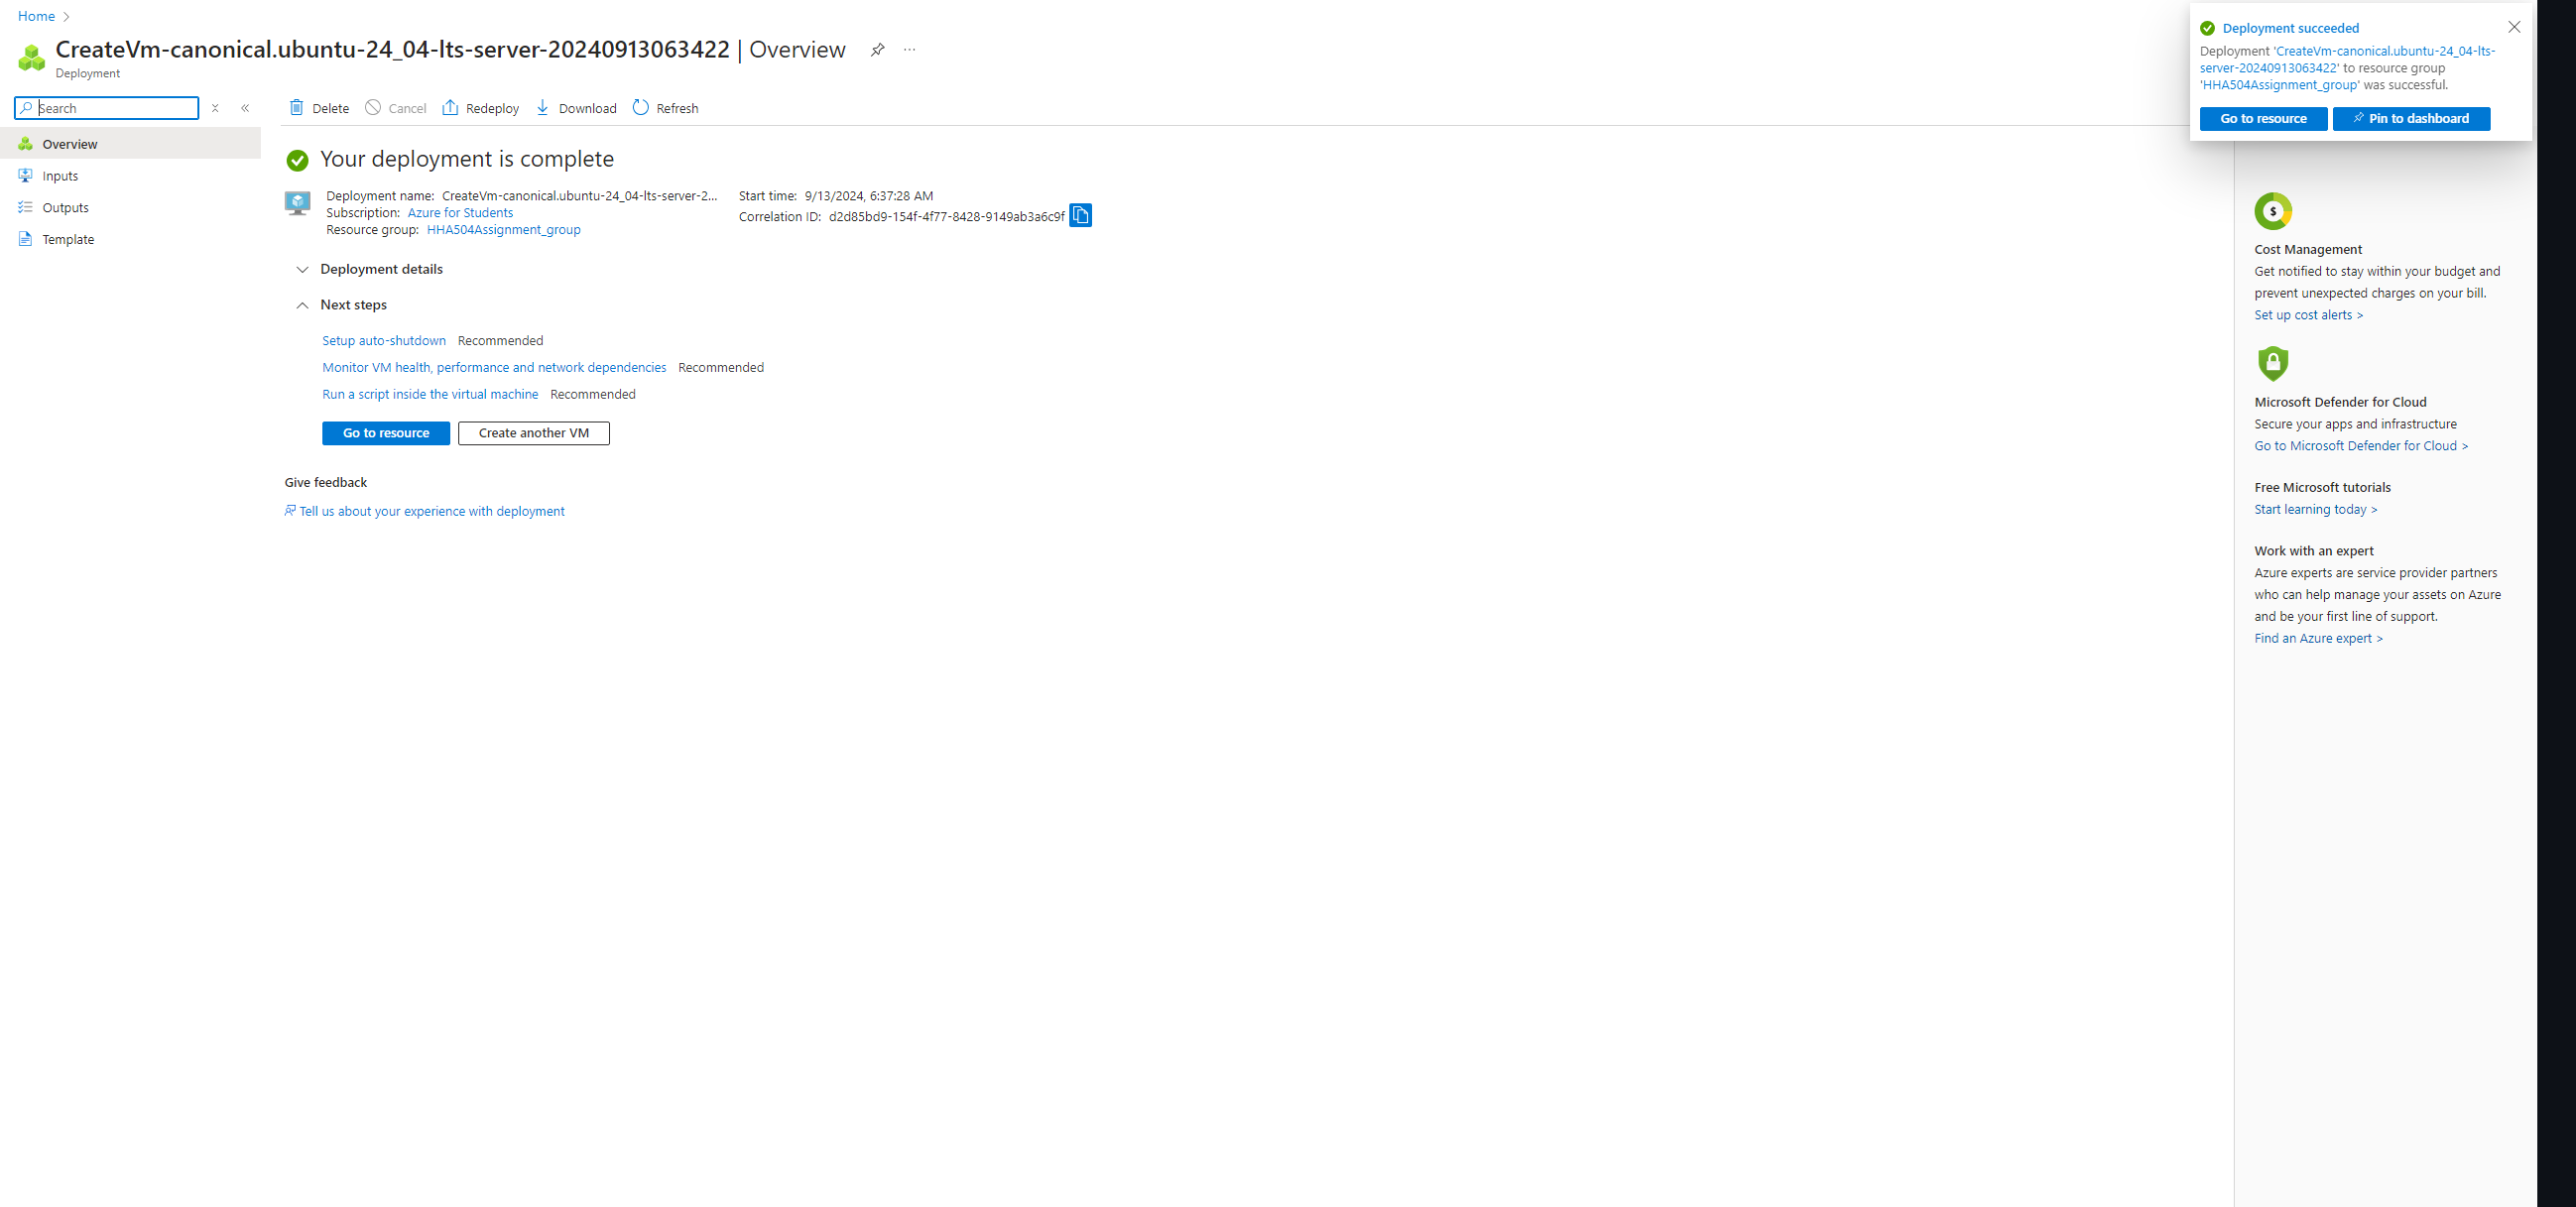 Home
CreateVm-canonical.ubuntu-24_04-lts-server-20240913063422 | Overview
Deployment
Search
Overview
Inputs
Outputs
Template
Delete
Cancel
Redeploy
Download
Refresh
Your deployment is complete
Deployment name: CreateVm-canonical.ubuntu-24_04-lts-server-2...
Subscription: Azure for Students
Resource group: HHA504Assignment_group
Start time: 9/13/2024, 6:37:28 AM
Correlation ID: d2d85bd9-154f-4f77-8428-9149ab3a6c9f
Deployment details
Next steps
Setup auto-shutdown Recommended
Monitor VM health, performance and network dependencies Recommended
Run a script inside the virtual machine Recommended
Go to resource
Create another VM
Give feedback
Tell us about your experience with deployment
Deployment succeeded
Deployment 'CreateVm-canonical.ubuntu-24_04-lts-
server-20240913063422' to resource group
'HHA504Assignment_group' was successful.
Go to resource
Pin to dashboard
Cost Management
Get notified to stay within your budget and
prevent unexpected charges on your bill.
Set up cost alerts >
Microsoft Defender for Cloud
Secure your apps and infrastructure
Go to Microsoft Defender for Cloud >
Free Microsoft tutorials
Start learning today >
Work with an expert
Azure experts are service provider partners
who can help manage your assets on Azure
and be your first line of support.
Find an Azure expert >